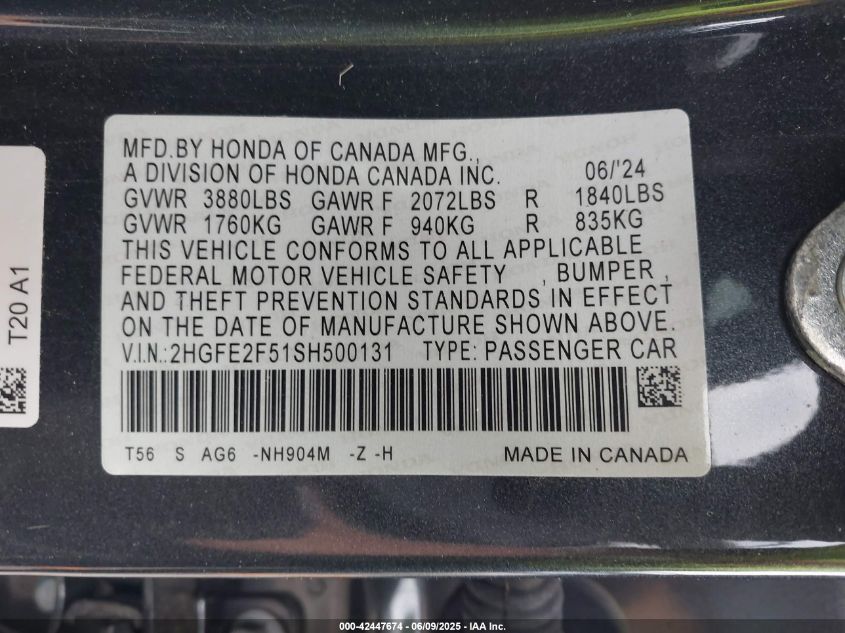 MFD.BY HONDA OF CANADA MFG.,
A DIVISION OF HONDA CANADA INC. 06/'24
GVWR 3880LBS GAWR F 2072LBS R 1840LBS
GVWR 1760KG GAWR F 940KG R 835KG
THIS VEHICLE CONFORMS TO ALL APPLICABLE
FEDERAL MOTOR VEHICLE SAFETY , BUMPER ,
AND THEFT PREVENTION STANDARDS IN EFFECT
ON THE DATE OF MANUFACTURE SHOWN ABOVE.
V.I.N.:2HGFE2F51SH500131 TYPE: PASSENGER CAR
T56 S AG6 -NH904M -Z -H MADE IN CANADA
T20 A1
000-42447674 - 06/09/2025 - IAA Inc.